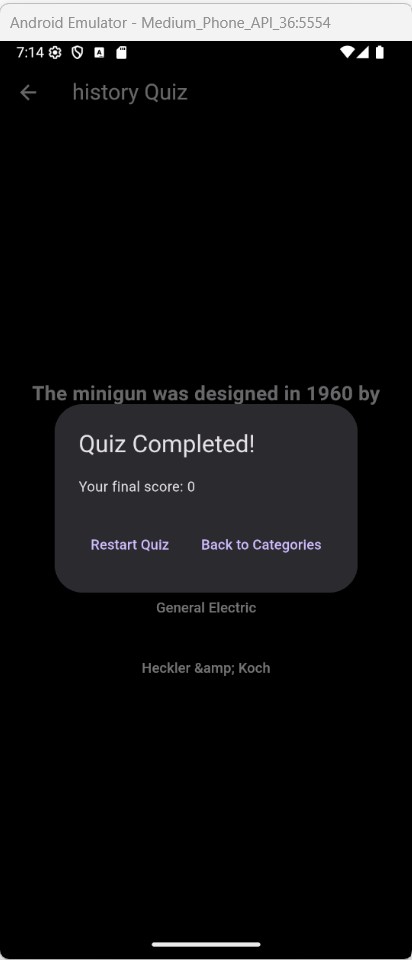 Android Emulator - Medium_Phone_API_36:5554
7:14
history Quiz
The minigun was designed in 1960 by
Quiz Completed!
Your final score: 0
Restart Quiz Back to Categories
General Electric
Heckler &amp; Koch